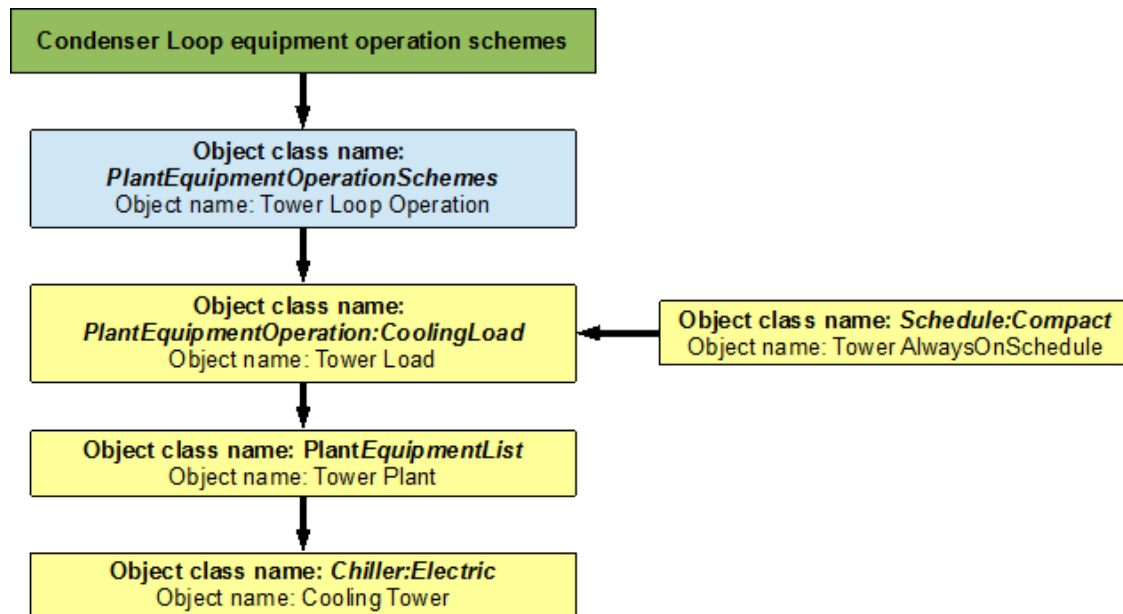 Condenser Loop equipment operation schemes
Object class name:
PlantEquipmentOperationSchemes
Object name: Tower Loop Operation
Object class name:
PlantEquipmentOperation:CoolingLoad
Object name: Tower Load
Object class name: Schedule:Compact
Object name: Tower AlwaysOnSchedule
Object class name: PlantEquipmentList
Object name: Tower Plant
Object class name: Chiller:Electric
Object name: Cooling Tower